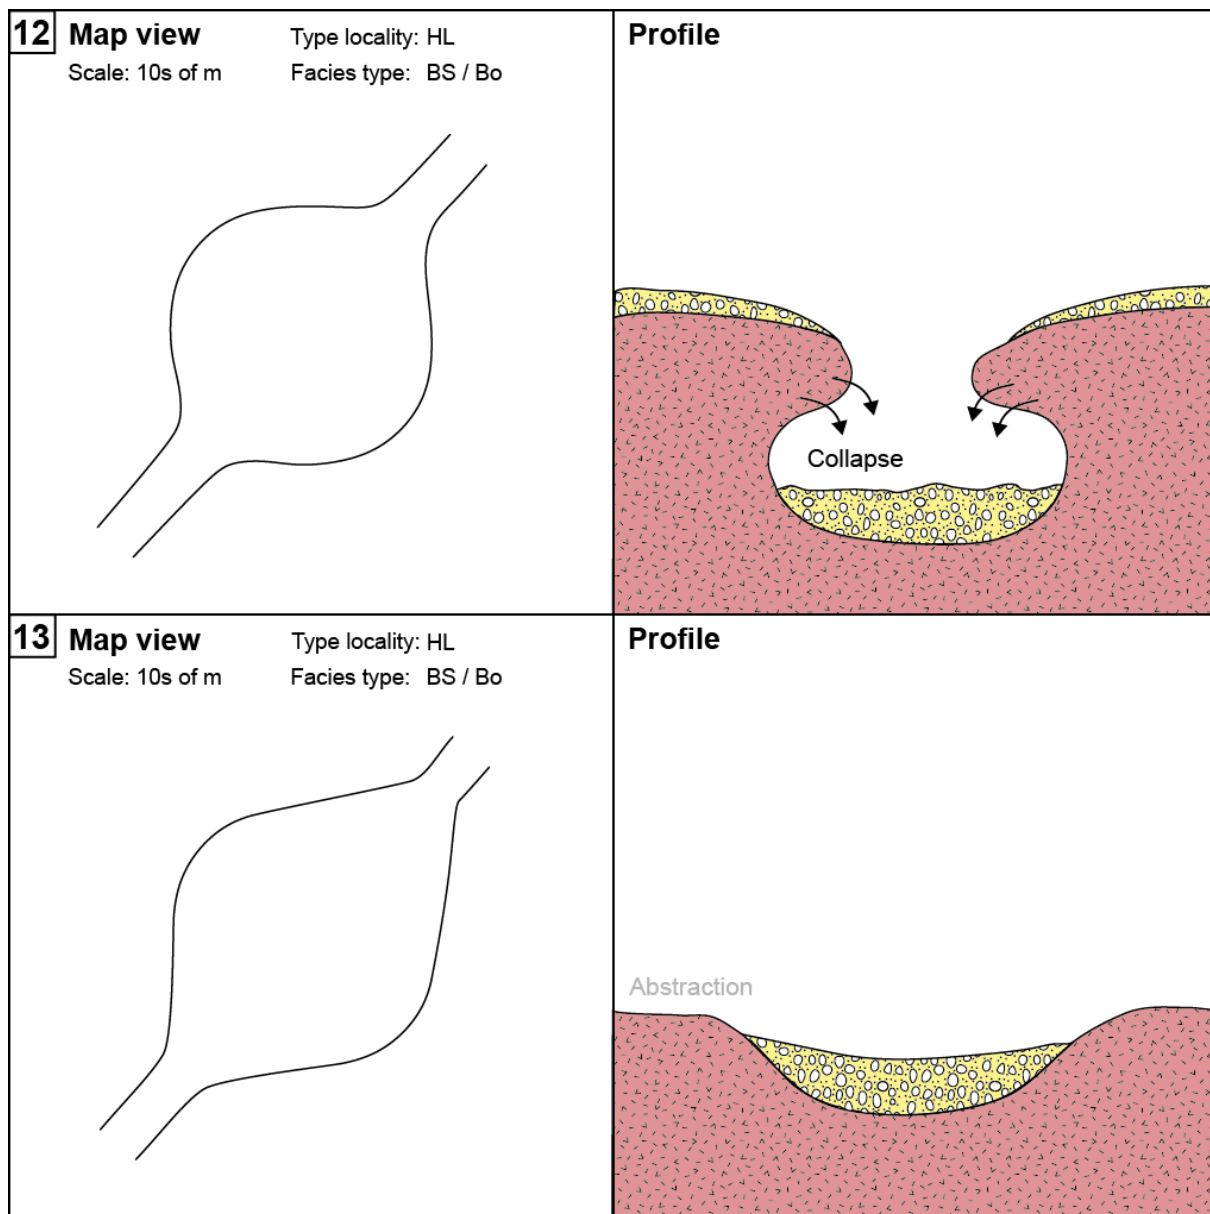 12 Map view Type locality: HL Profile
Scale: 10s of m Facies type: BS / Bo
Collapse
13 Map view Type locality: HL Profile
Scale: 10s of m Facies type: BS / Bo
Abstraction